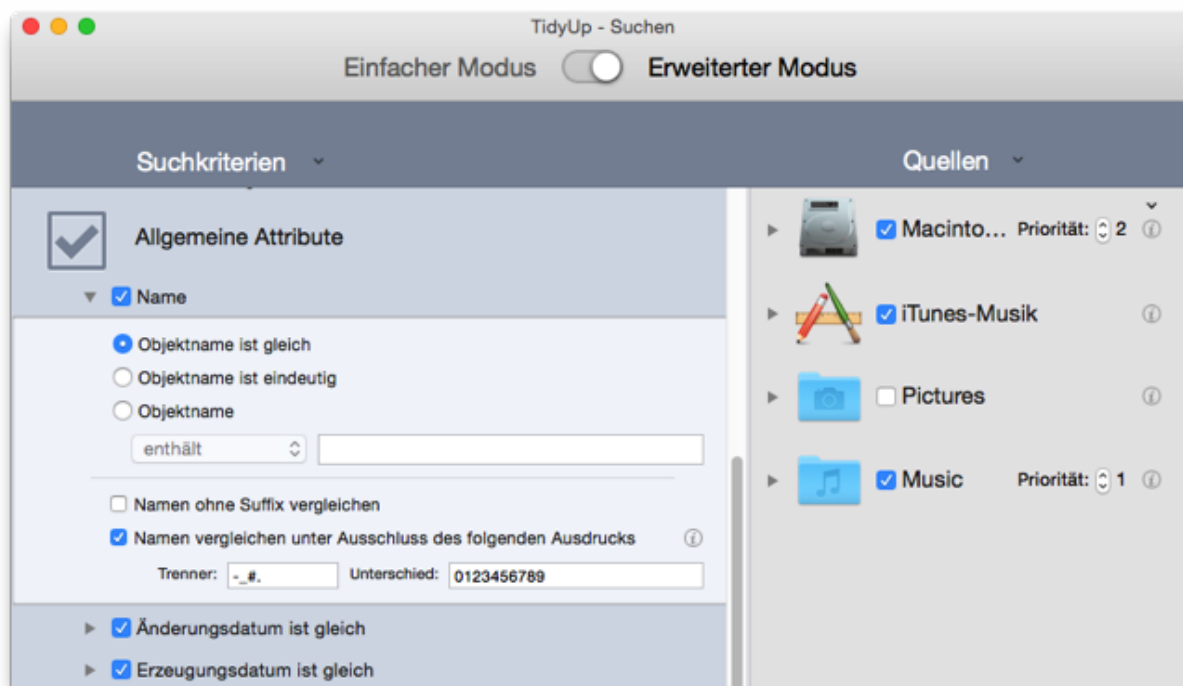 TidyUp - Suchen
Einfacher Modus Erweiterter Modus
Suchkriterien
Quellen
Allgemeine Attribute
Name
Objektname ist gleich
Objektname ist eindeutig
Objektname
enthält
Namen ohne Suffix vergleichen
Namen vergleichen unter Ausschluss des folgenden Ausdrucks
Trenner: -_#. Unterschied: 0123456789
Änderungsdatum ist gleich
Erzeugungsdatum ist gleich
Macinto... Priorität: 2
iTunes-Musik
Pictures
Music Priorität: 1